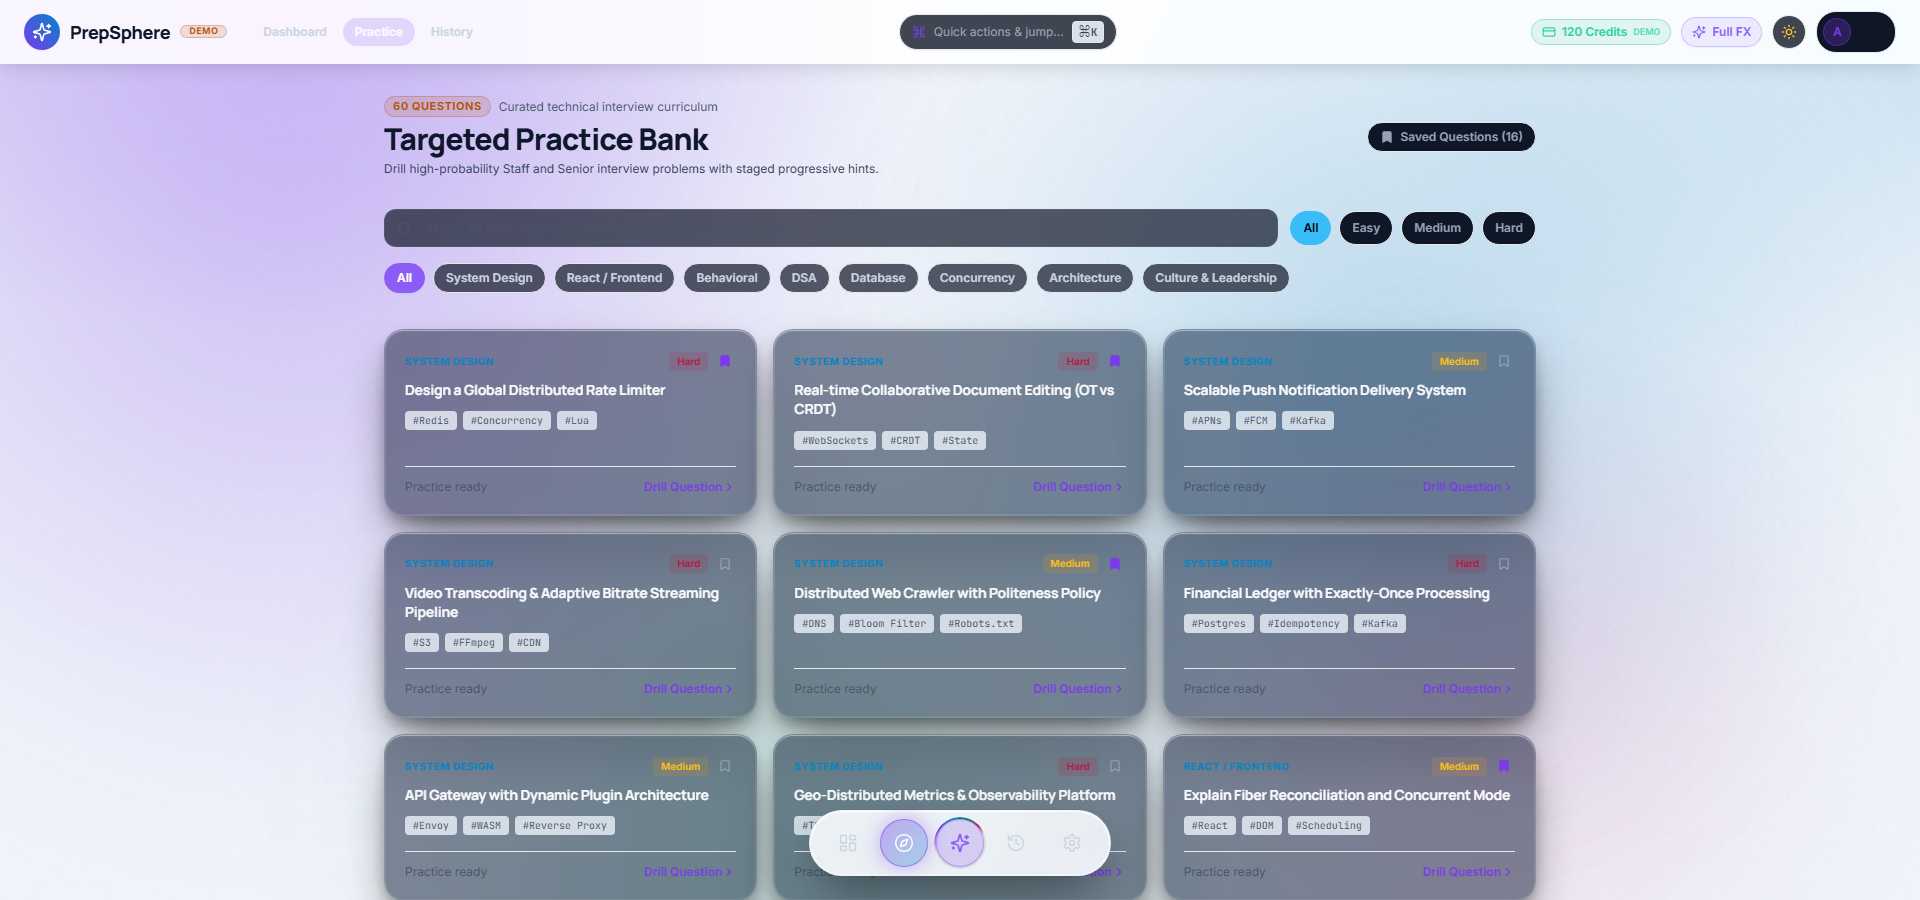 PrepSphere DEMO Dashboard Practice History Quick actions & jump... ⌘K 120 Credits DEMO Full FX A
60 QUESTIONS Curated technical interview curriculum
Targeted Practice Bank
Saved Questions (16)
Drill high-probability Staff and Senior interview problems with staged progressive hints.
All Easy Medium Hard
All System Design React / Frontend Behavioral DSA Database Concurrency Architecture Culture & Leadership
SYSTEM DESIGN Hard
Design a Global Distributed Rate Limiter
#Redis #Concurrency #Lua
Practice ready Drill Question
SYSTEM DESIGN Hard
Real-time Collaborative Document Editing (OT vs
CRDT)
#WebSockets #CRDT #State
Practice ready Drill Question
SYSTEM DESIGN Medium
Scalable Push Notification Delivery System
#APNs #FCM #Kafka
Practice ready Drill Question
SYSTEM DESIGN Hard
Video Transcoding & Adaptive Bitrate Streaming
Pipeline
#S3 #FFmpeg #CDN
Practice ready Drill Question
SYSTEM DESIGN Medium
Distributed Web Crawler with Politeness Policy
#DNS #Bloom Filter #Robots.txt
Practice ready Drill Question
SYSTEM DESIGN Hard
Financial Ledger with Exactly-Once Processing
#Postgres #Idempotency #Kafka
Practice ready Drill Question
SYSTEM DESIGN Medium
API Gateway with Dynamic Plugin Architecture
#Envoy #WASM #Reverse Proxy
Practice ready Drill Question
SYSTEM DESIGN Hard
Geo-Distributed Metrics & Observability Platform
REACT / FRONTEND Medium
Explain Fiber Reconciliation and Concurrent Mode
#React #DOM #Scheduling
Practice ready Drill Question